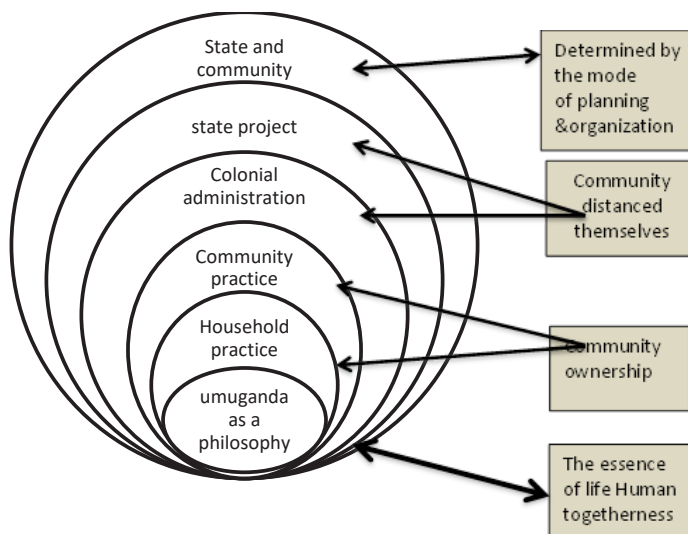 State and
community
state project
Colonial
administration
Community
practice
Household
practice
umuganda
as a
philosophy
Determined by
the mode
of planning
&organization
Community
distanced
themselves
Community
ownership
The essence
of life Human
togetherness